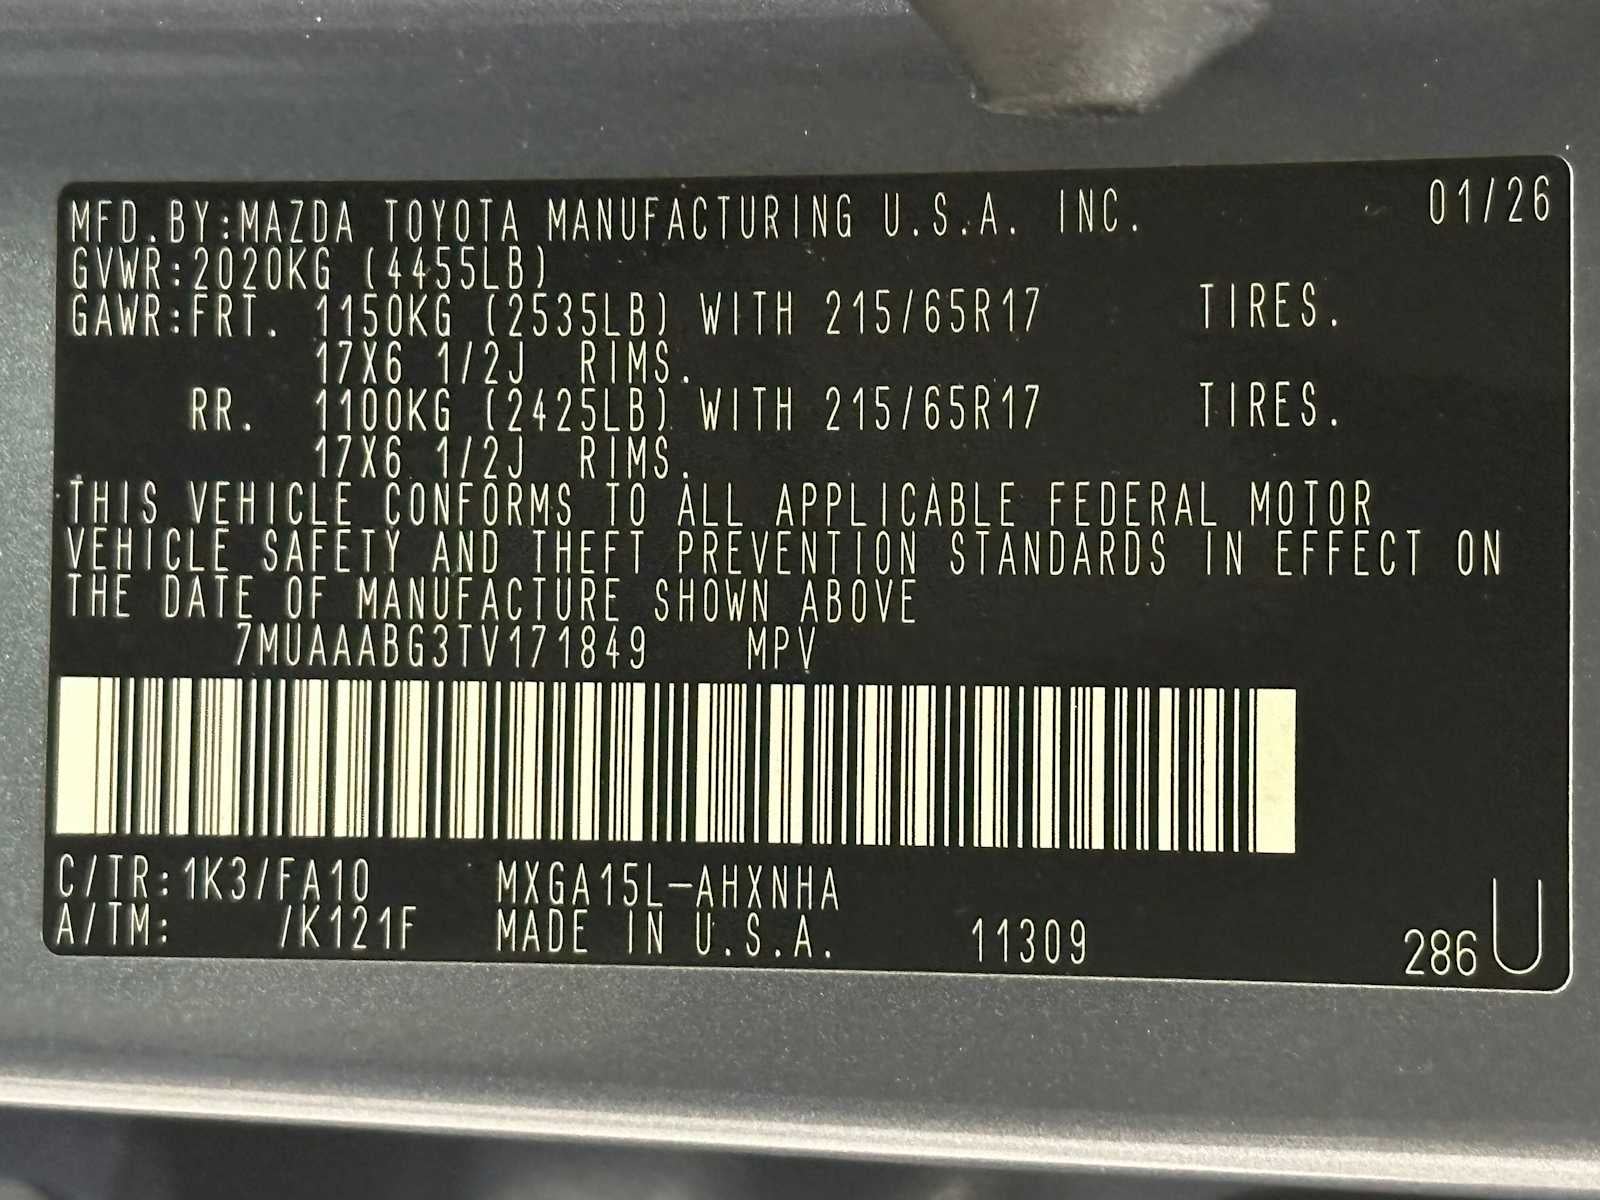 MFD.BY:MAZDA TOYOTA MANUFACTURING U.S.A. INC. 01/26
GVWR:2020KG (4455LB)
GAWR:FRT. 1150KG (2535LB) WITH 215/65R17 TIRES.
17X6 1/2J RIMS.
RR. 1100KG (2425LB) WITH 215/65R17 TIRES.
17X6 1/2J RIMS.
THIS VEHICLE CONFORMS TO ALL APPLICABLE FEDERAL MOTOR
VEHICLE SAFETY AND THEFT PREVENTION STANDARDS IN EFFECT ON
THE DATE OF MANUFACTURE SHOWN ABOVE
7MUAAABG3TV171849 MPV
C/TR:1K3/FA10 MXGA15L-AHXNHA
A/TM: /K121F MADE IN U.S.A. 11309 286 U